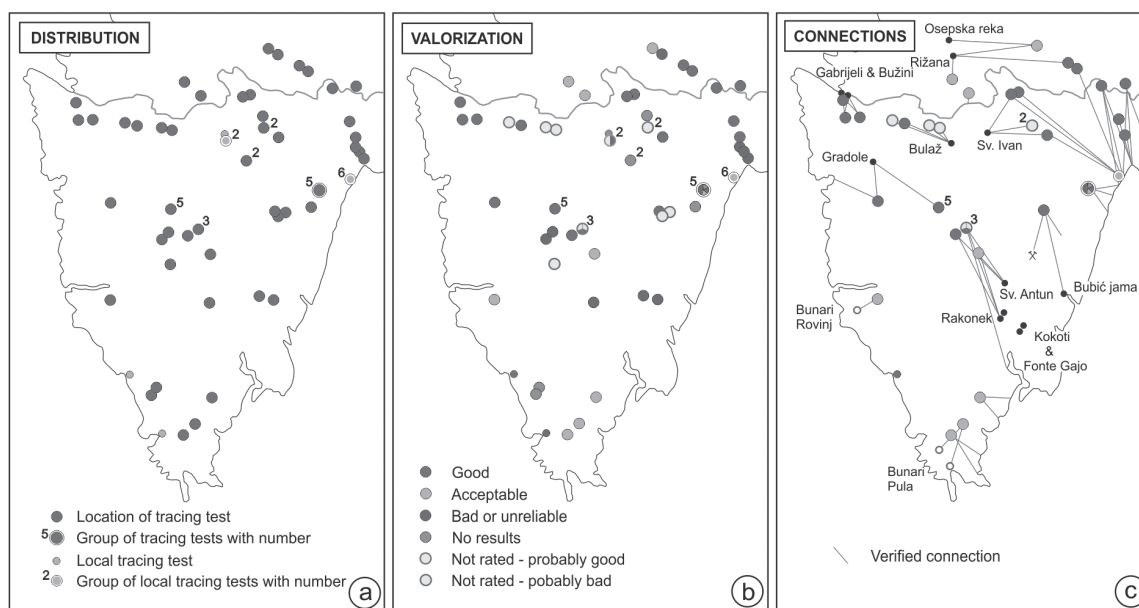 DISTRIBUTION
2
2
2
6
5
5
3
Location of tracing test
5 Group of tracing tests with number
Local tracing test
2 Group of local tracing tests with number
a
VALORIZATION
2
2
2
5
6
5
3
Good
Acceptable
Bad or unreliable
No results
Not rated - probably good
Not rated - pobably bad
b
CONNECTIONS
Osepska reka
Rižana
Gabrijeli & Bužini
2
Sv. Ivan
Bulaž
Gradole
5
3
Sv. Antun
Bubić jama
Bunari
Rovinj
Rakonek
Kokoti
&
Fonte Gajo
Bunari
Pula
Verified connection
c